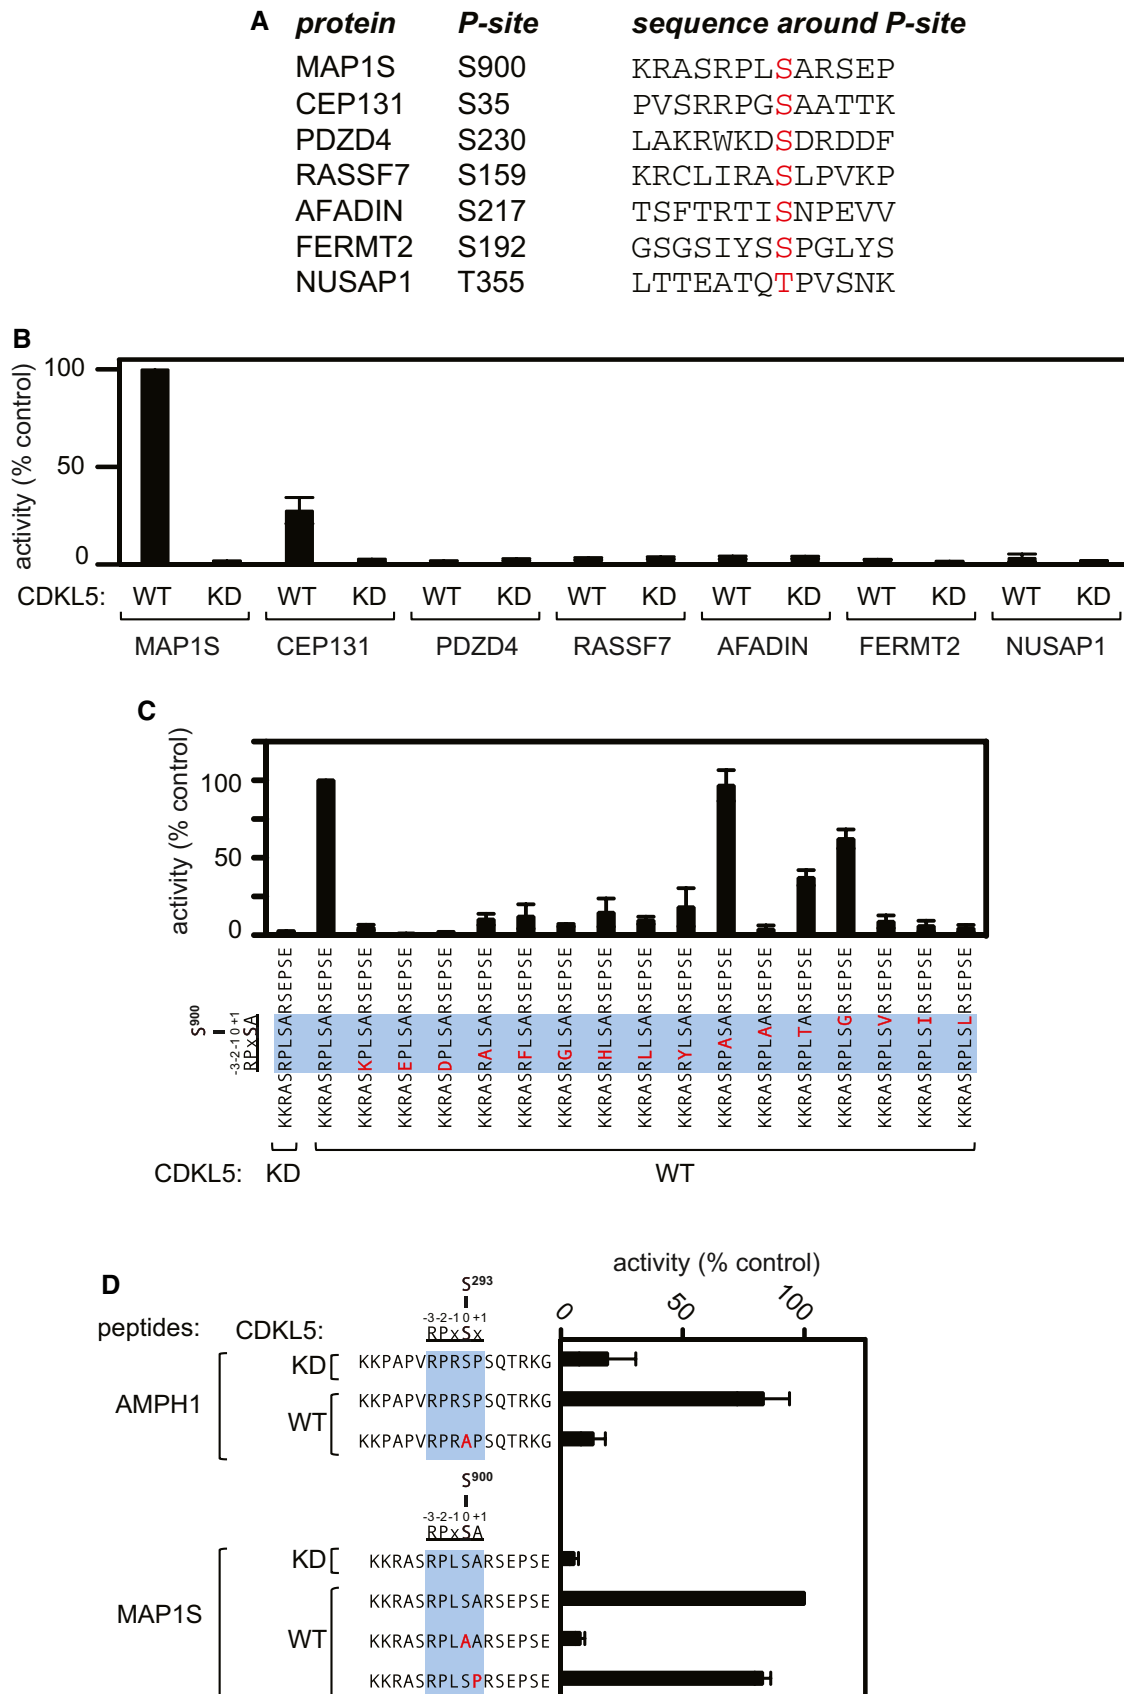 A protein P-site sequence around P-site
MAP1S S900 KRASRPLSARSEP
CEP131 S35 PVSRRPGSAATTK
PDZD4 S230 LAKRWKDSDRDDF
RASSF7 S159 KRCLIRASLPVKP
AFADIN S217 TSFTRTISNPEVV
FERMT2 S192 GSGSIYSSPGLYS
NUSAP1 T355 LTTEATQTPVSNK
B
activity (% control)
100
50
0
CDKL5: WT KD WT KD WT KD WT KD WT KD WT KD WT KD
MAP1S CEP131 PDZD4 RASSF7 AFADIN FERMT2 NUSAP1
C
activity (% control)
100
50
0
S900
-3-2-1 0 +1
RPxSA
KKRASRPLSARSEPSE
KKRASRPLSARSEPSE
KKRASKPLSARSEPSE
KKRASEPLSARSEPSE
KKRASDPLSARSEPSE
KKRASRALSARSEPSE
KKRASRFLSARSEPSE
KKRASRGLSARSEPSE
KKRASRHLSARSEPSE
KKRASRLLSARSEPSE
KKRASRYLSARSEPSE
KKRASRPASARSEPSE
KKRASRPLAARSEPSE
KKRASRPLTARSEPSE
KKRASRPLSGRSEPSE
KKRASRPLSVRSEPSE
KKRASRPLSIRSEPSE
KKRASRPLSLRSEPSE
CDKL5: KD WT
D
activity (% control)
0 50 100
peptides: CDKL5:
S293
-3-2-1 0 +1
RPxSx
AMPH1
KD KKPAPVRPRSPSQTRKG
WT
KKPAPVRPRSPSQTRKG
KKPAPVRPRAPSQTRKG
S900
-3-2-1 0 +1
RPxSA
MAP1S
KD KKRASRPLSARSEPSE
WT
KKRASRPLSARSEPSE
KKRASRPLAARSEPSE
KKRASRPLSPRSEPSE